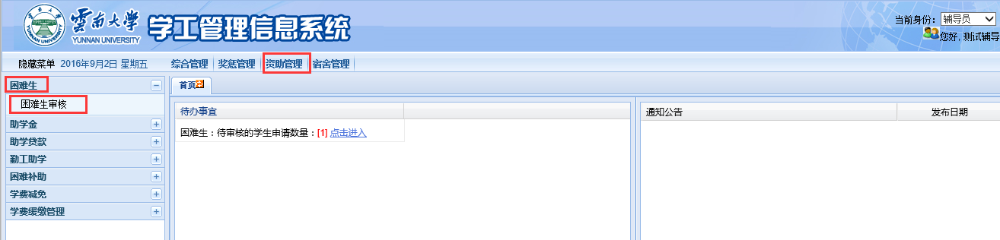 雲南大學
YUNNAN UNIVERSITY
学工管理信息系统
当前身份： 辅导员
您好, 测试辅导
隐藏菜单 2016年9月2日 星期五 综合管理 奖惩管理 资助管理 宿舍管理
困难生
困难生审核
助学金
助学贷款
勤工助学
困难补助
学费减免
学费缓缴管理
首页
待办事宜
困难生：待审核的学生申请数量：[1] 点击进入
通知公告 发布日期